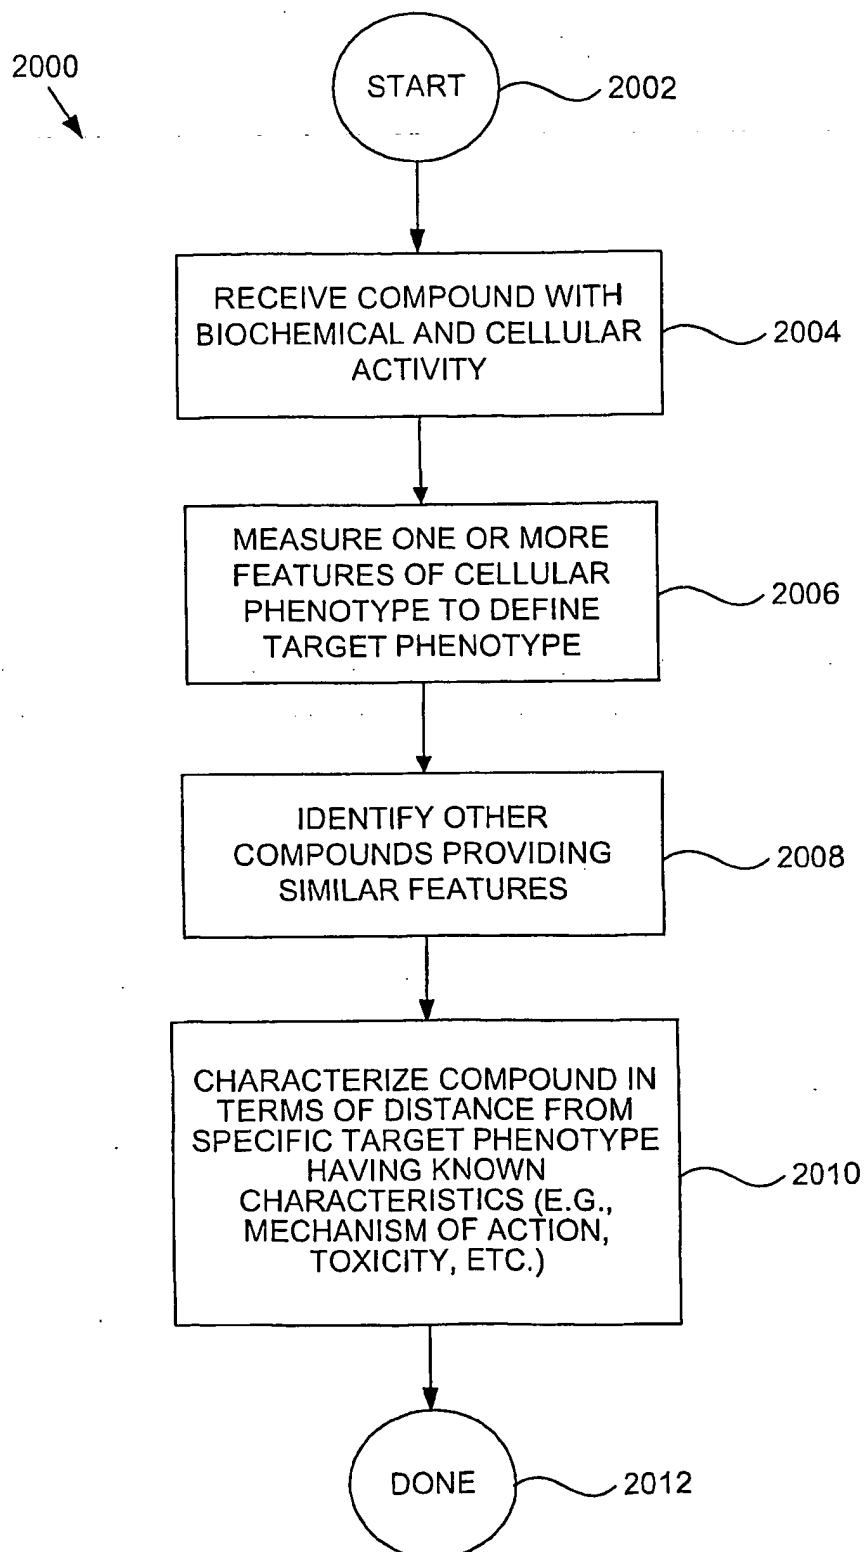 2000
START
2002
RECEIVE COMPOUND WITH
BIOCHEMICAL AND CELLULAR
ACTIVITY
2004
MEASURE ONE OR MORE
FEATURES OF CELLULAR
PHENOTYPE TO DEFINE
TARGET PHENOTYPE
2006
IDENTIFY OTHER
COMPOUNDS PROVIDING
SIMILAR FEATURES
2008
CHARACTERIZE COMPOUND IN
TERMS OF DISTANCE FROM
SPECIFIC TARGET PHENOTYPE
HAVING KNOWN
CHARACTERISTICS (E.G.,
MECHANISM OF ACTION,
TOXICITY, ETC.)
2010
DONE
2012